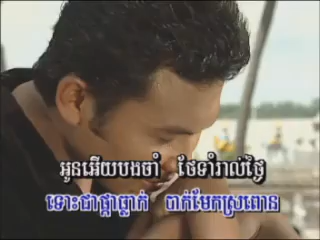 អូនអើយបងចាំ ថែទាំរាល់ថ្ងៃ
ទោះជាផ្កាធ្លាក់ បាក់មែកស្រពោន